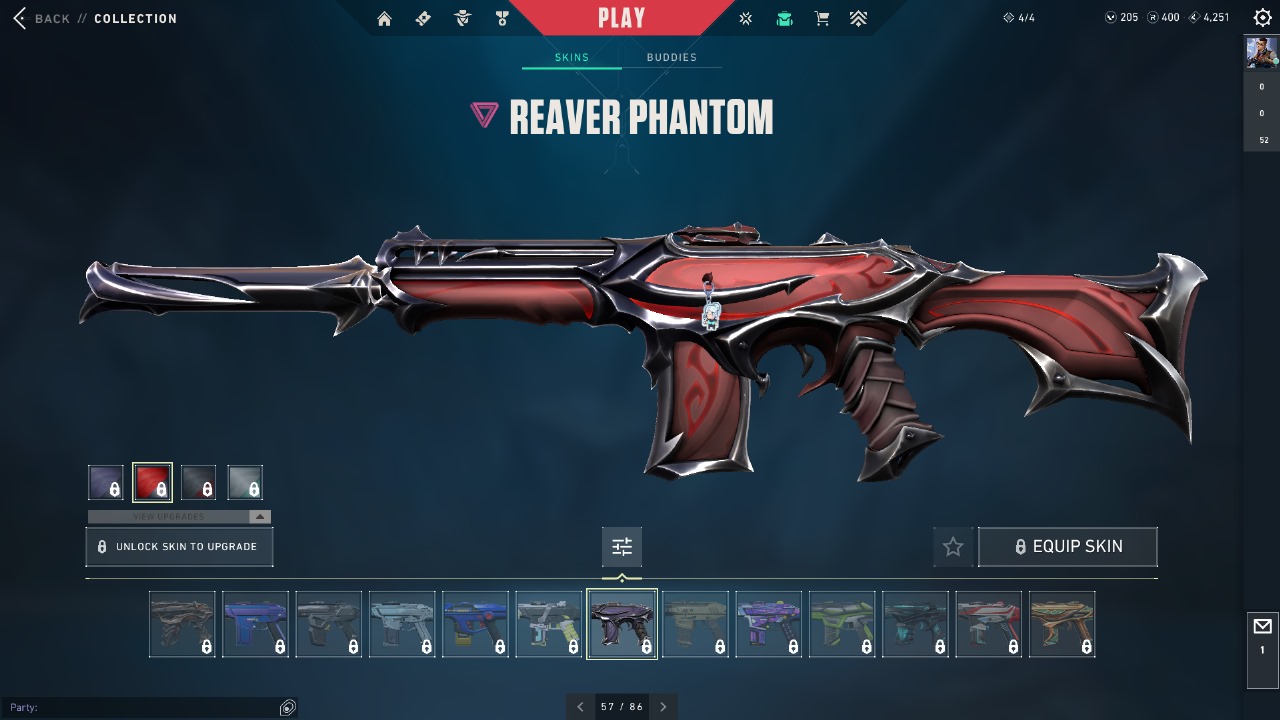 BACK // COLLECTION
PLAY
4/4
205
400
4,251
SKINS
BUDDIES
REAVER PHANTOM
0
0
52
VIEW UPGRADES
UNLOCK SKIN TO UPGRADE
EQUIP SKIN
1
Party:
57 / 86